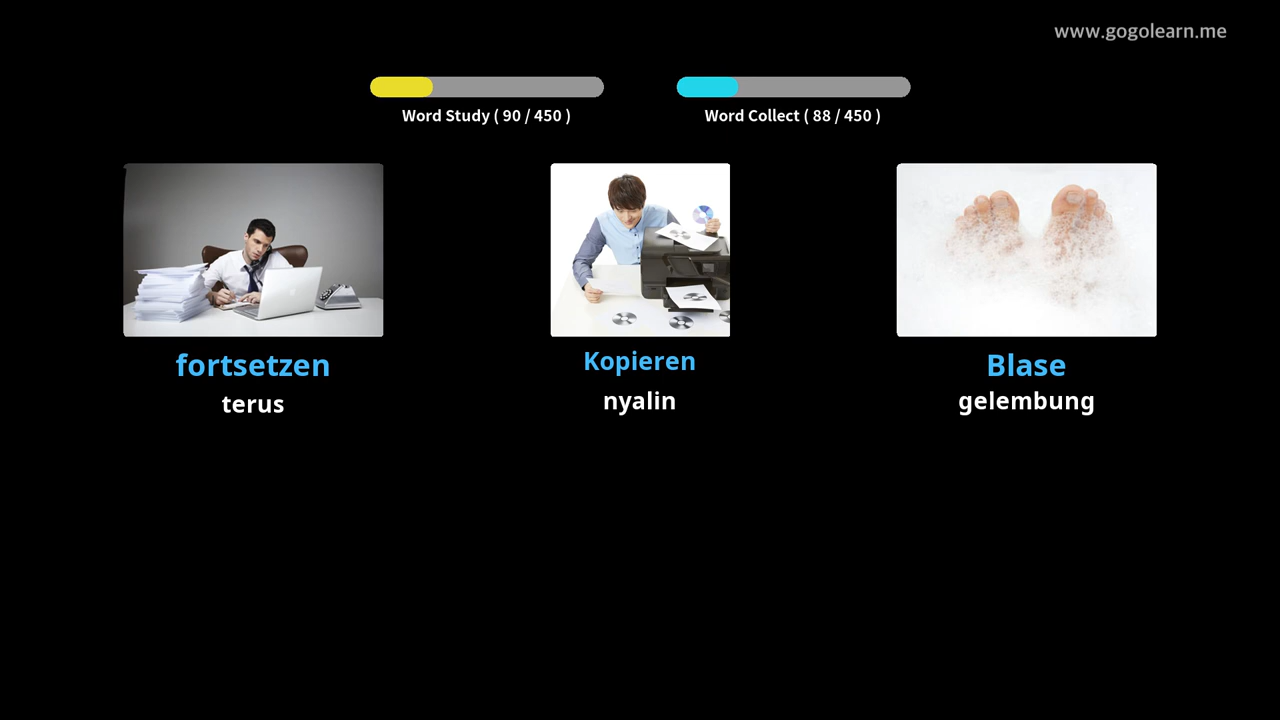 www.gogolearn.me
Word Study ( 90 / 450 )
Word Collect ( 88 / 450 )
fortsetzen
terus
Kopieren
nyalin
Blase
gelembung